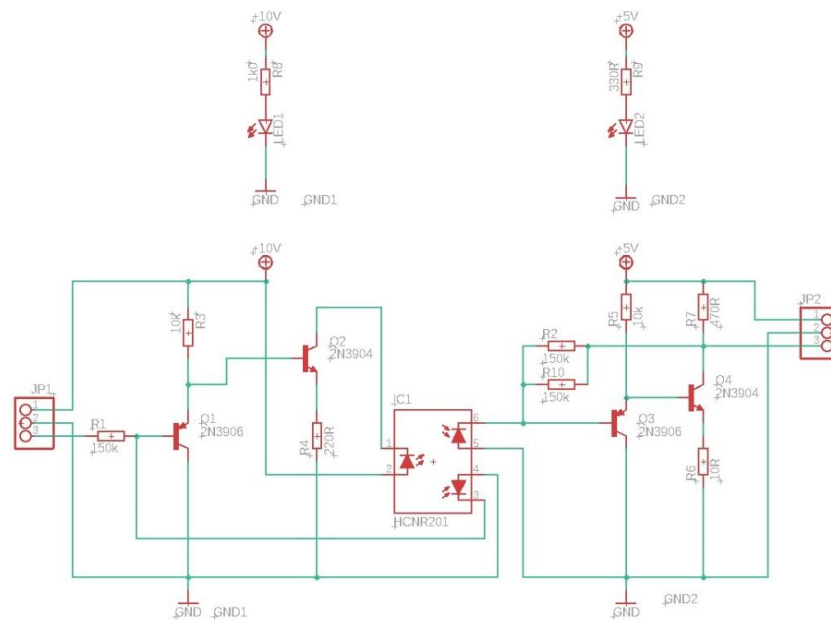 +10V
1k0
R8
LED1
GND
GND1
+5V
330R
R9
LED2
GND
GND2
+10V
10k
R3
Q2
2N3904
JP1
1
2
3
R1
150k
Q1
2N3906
R4
220R
IC1
1
2
6
5
4
3
HCNR201
GND
GND1
+5V
R5
10k
R7
470R
JP2
1
2
3
R2
150k
R10
150k
Q4
2N3904
Q3
2N3906
R6
10R
GND
GND2